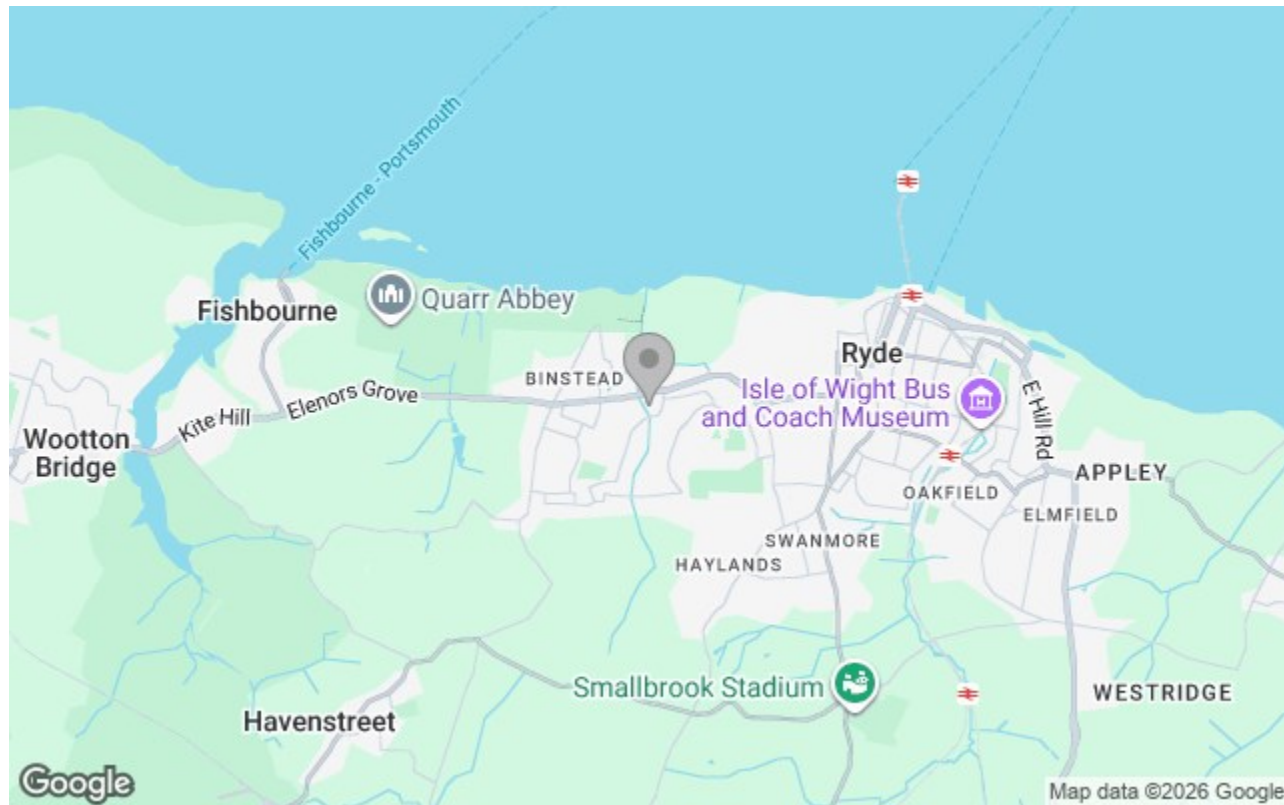 Fishbourne - Portsmouth
Fishbourne
Quarr Abbey
Ryde
BINSTEAD
Isle of Wight Bus
and Coach Museum
Elenors Grove
Kite Hill
E Hill Rd
Wootton
Bridge
APPLEY
OAKFIELD
ELMFIELD
SWANMORE
HAYLANDS
Smallbrook Stadium
WESTRIDGE
Havenstreet
Google
Map data ©2026 Google